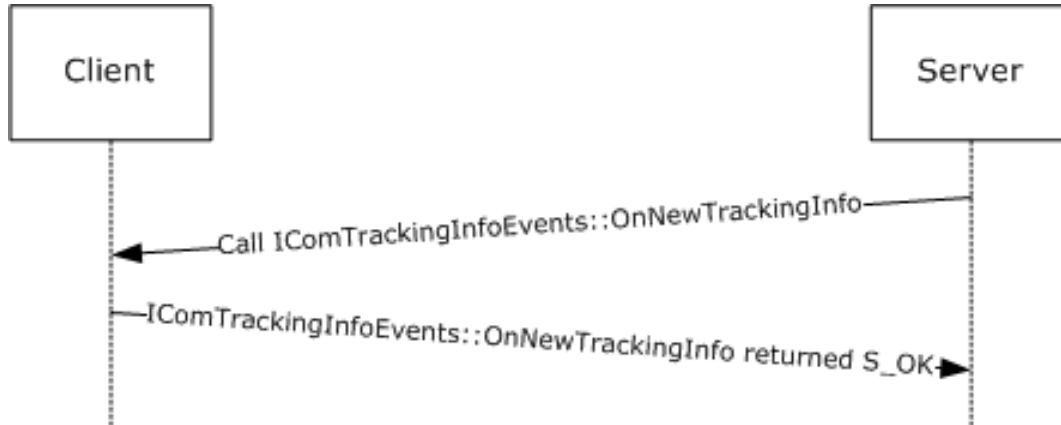 Client
Server
Call IComTrackingInfoEvents::OnNewTrackingInfo
IComTrackingInfoEvents::OnNewTrackingInfo returned S_OK